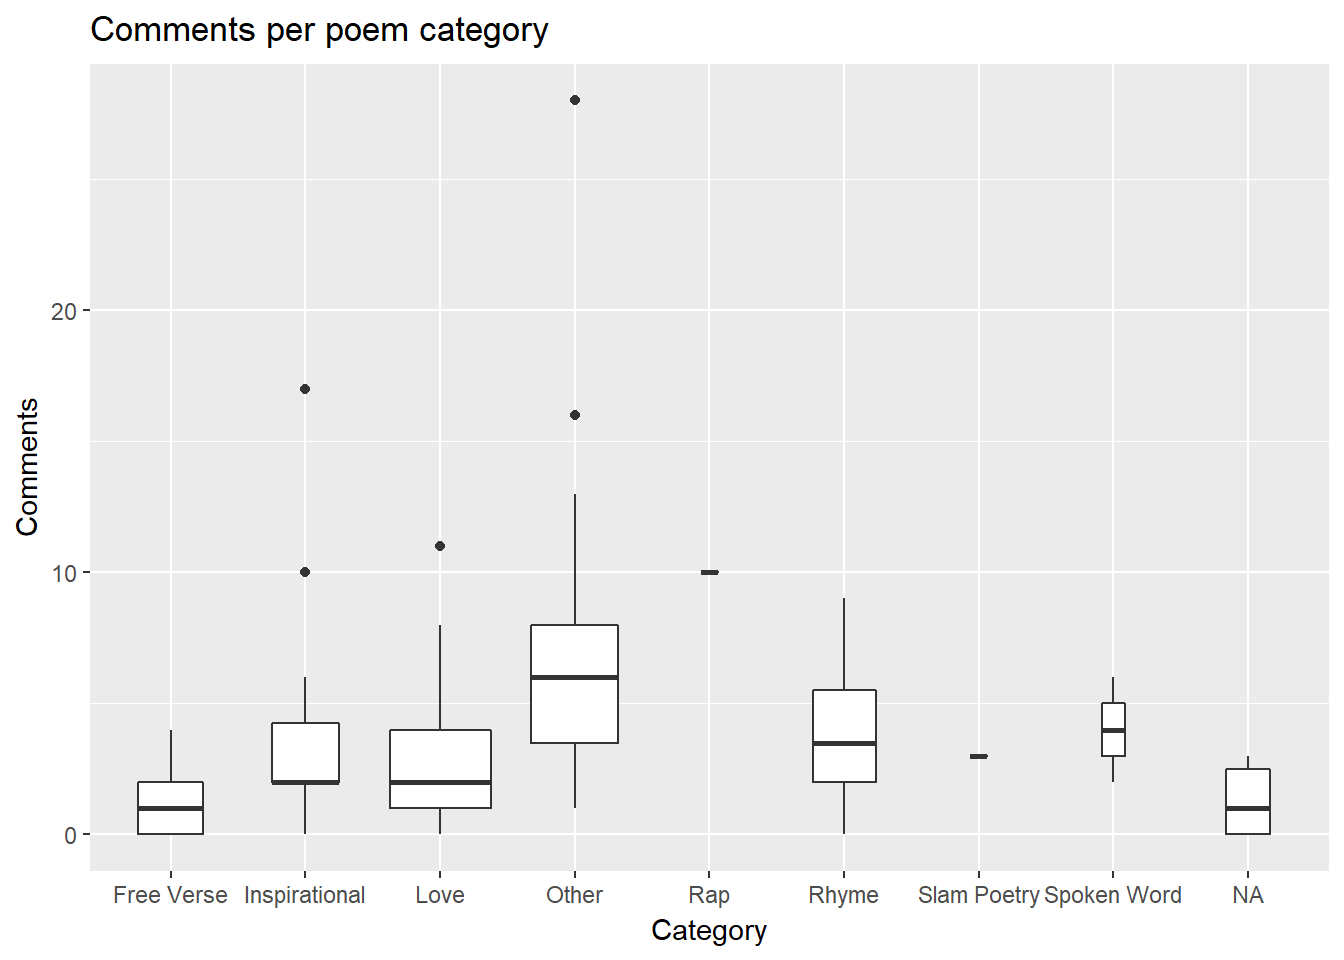 Comments per poem category
Comments
20
10
0
Free Verse Inspirational Love Other Rap Rhyme Slam Poetry Spoken Word NA
Category